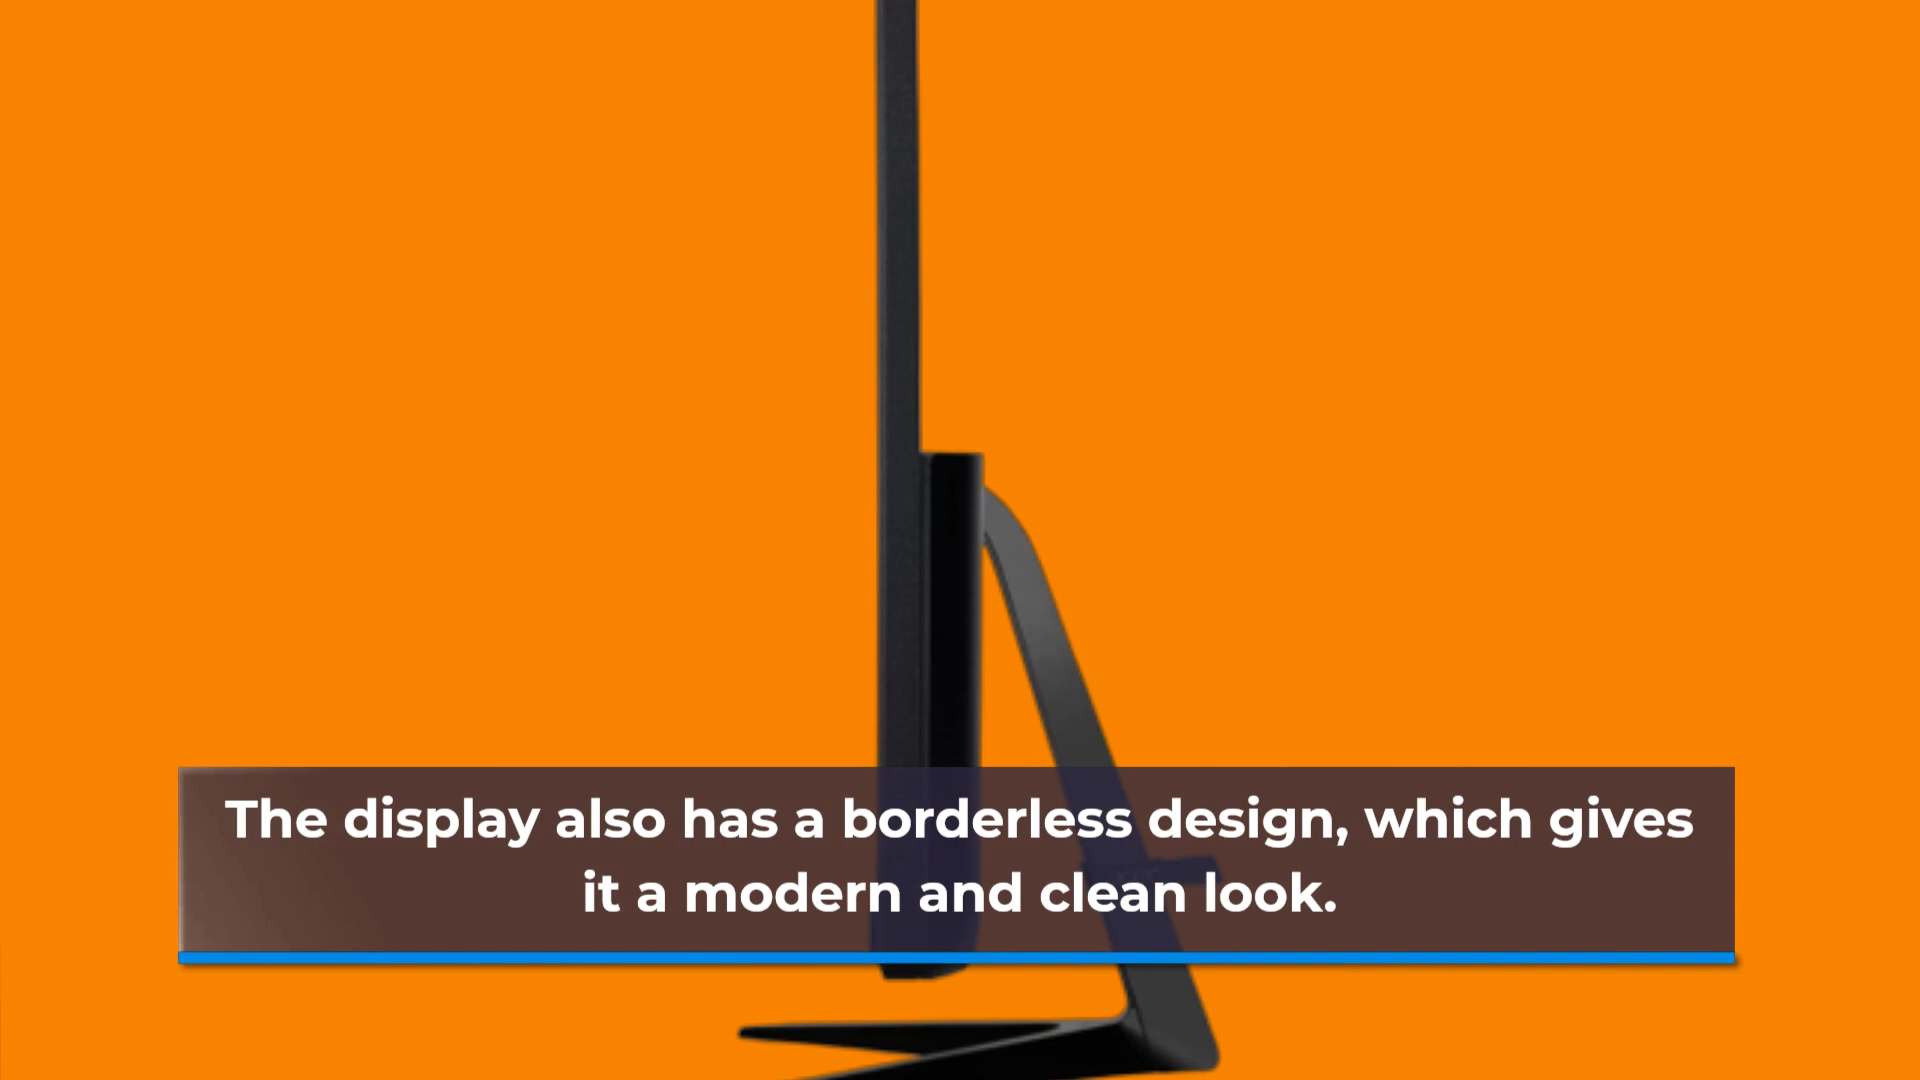 The display also has a borderless design, which gives
it a modern and clean look.